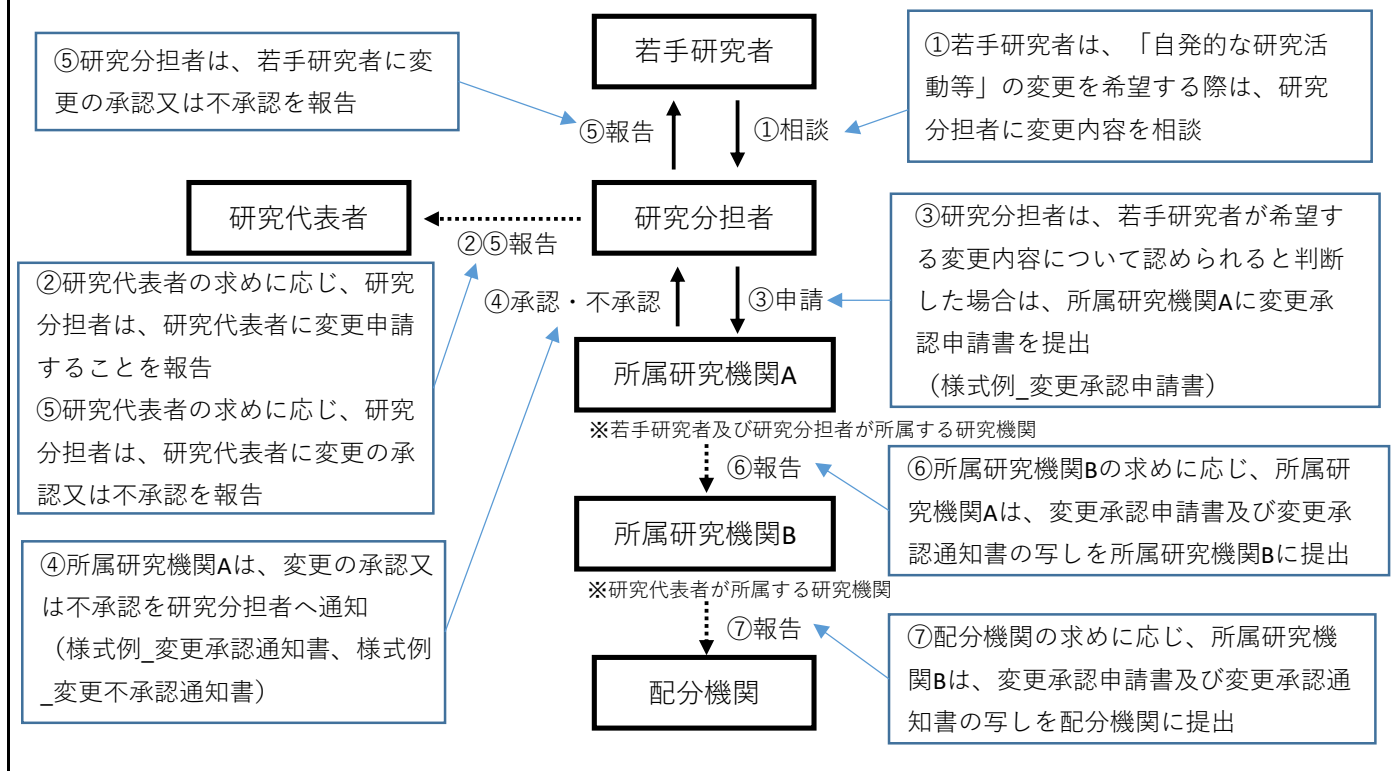 若手研究者
⑤研究分担者は、若手研究者に変
更の承認又は不承認を報告
①若手研究者は、「自発的な研究活
動等」の変更を希望する際は、研究
分担者に変更内容を相談
⑤報告
①相談
研究代表者
研究分担者
②⑤報告
③研究分担者は、若手研究者が希望す
る変更内容について認められると判断
した場合は、所属研究機関Aに変更承
認申請書を提出
（様式例_変更承認申請書）
②研究代表者の求めに応じ、研究
分担者は、研究代表者に変更申請
することを報告
⑤研究代表者の求めに応じ、研究
分担者は、研究代表者に変更の承
認又は不承認を報告
④承認・不承認
③申請
所属研究機関A
※若手研究者及び研究分担者が所属する研究機関
⑥報告
⑥所属研究機関Bの求めに応じ、所属研
究機関Aは、変更承認申請書及び変更承
認通知書の写しを所属研究機関Bに提出
所属研究機関B
※研究代表者が所属する研究機関
④所属研究機関Aは、変更の承認又
は不承認を研究分担者へ通知
（様式例_変更承認通知書、様式例
_変更不承認通知書）
⑦報告
⑦配分機関の求めに応じ、所属研究機
関Bは、変更承認申請書及び変更承認通
知書の写しを配分機関に提出
配分機関